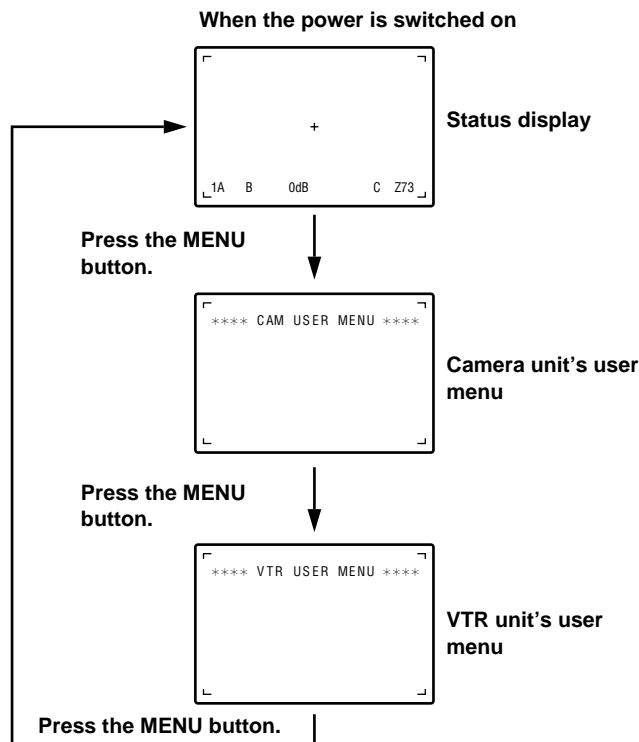 When the power is switched on
+
Status display
1A B 0dB C Z73
Press the MENU
button.
**** CAM USER MENU ****
Camera unit's user
menu
Press the MENU
button.
**** VTR USER MENU ****
VTR unit's user
menu
Press the MENU button.